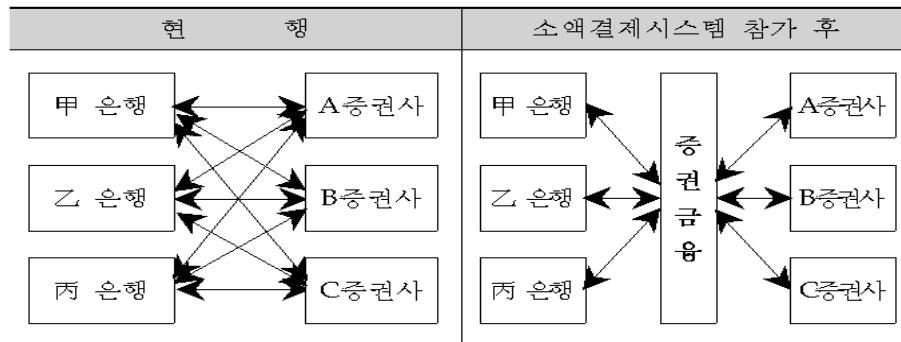 현 행
소액결제시스템 참가 후
甲 은행
A증권사
乙 은행
B증권사
丙 은행
C증권사
甲 은행
乙 은행
丙 은행
증
권
금
융
A증권사
B증권사
C증권사